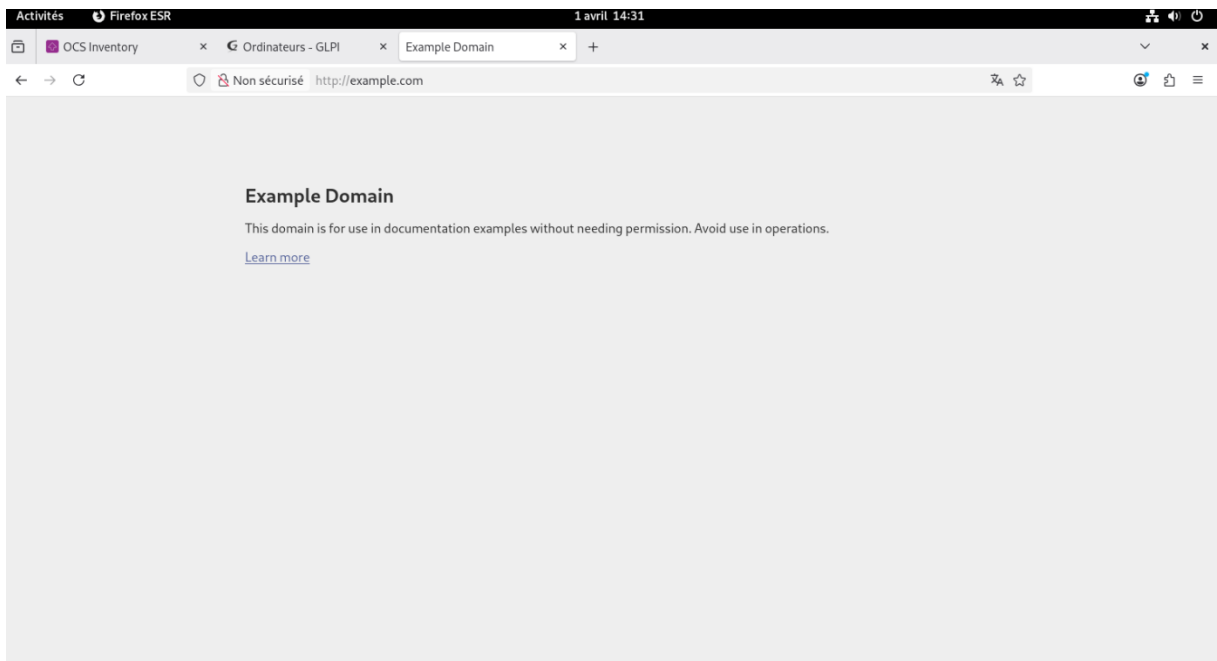 Activités Firefox ESR 1 avril 14:31
OCS Inventory Ordinateurs - GLPI Example Domain
Non sécurisé http://example.com
Example Domain
This domain is for use in documentation examples without needing permission. Avoid use in operations.
Learn more